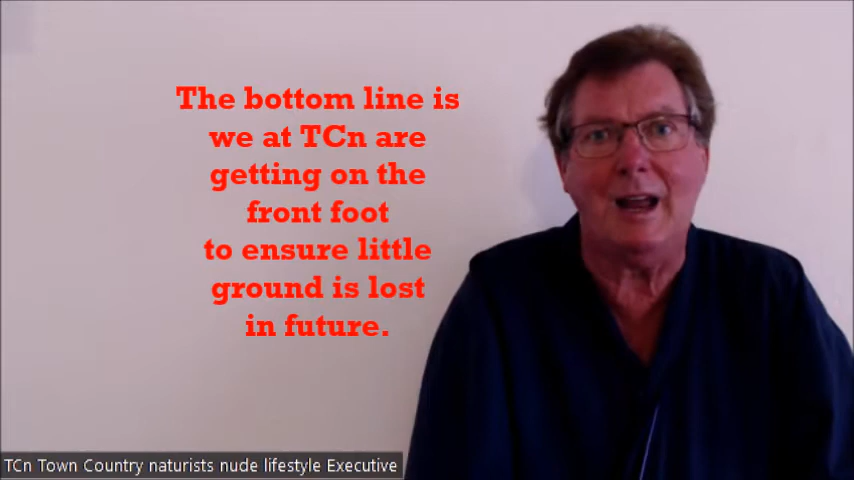 The bottom line is
we at TCn are
getting on the
front foot
to ensure little
ground is lost
in future.
TCn Town Country naturists nude lifestyle Executive